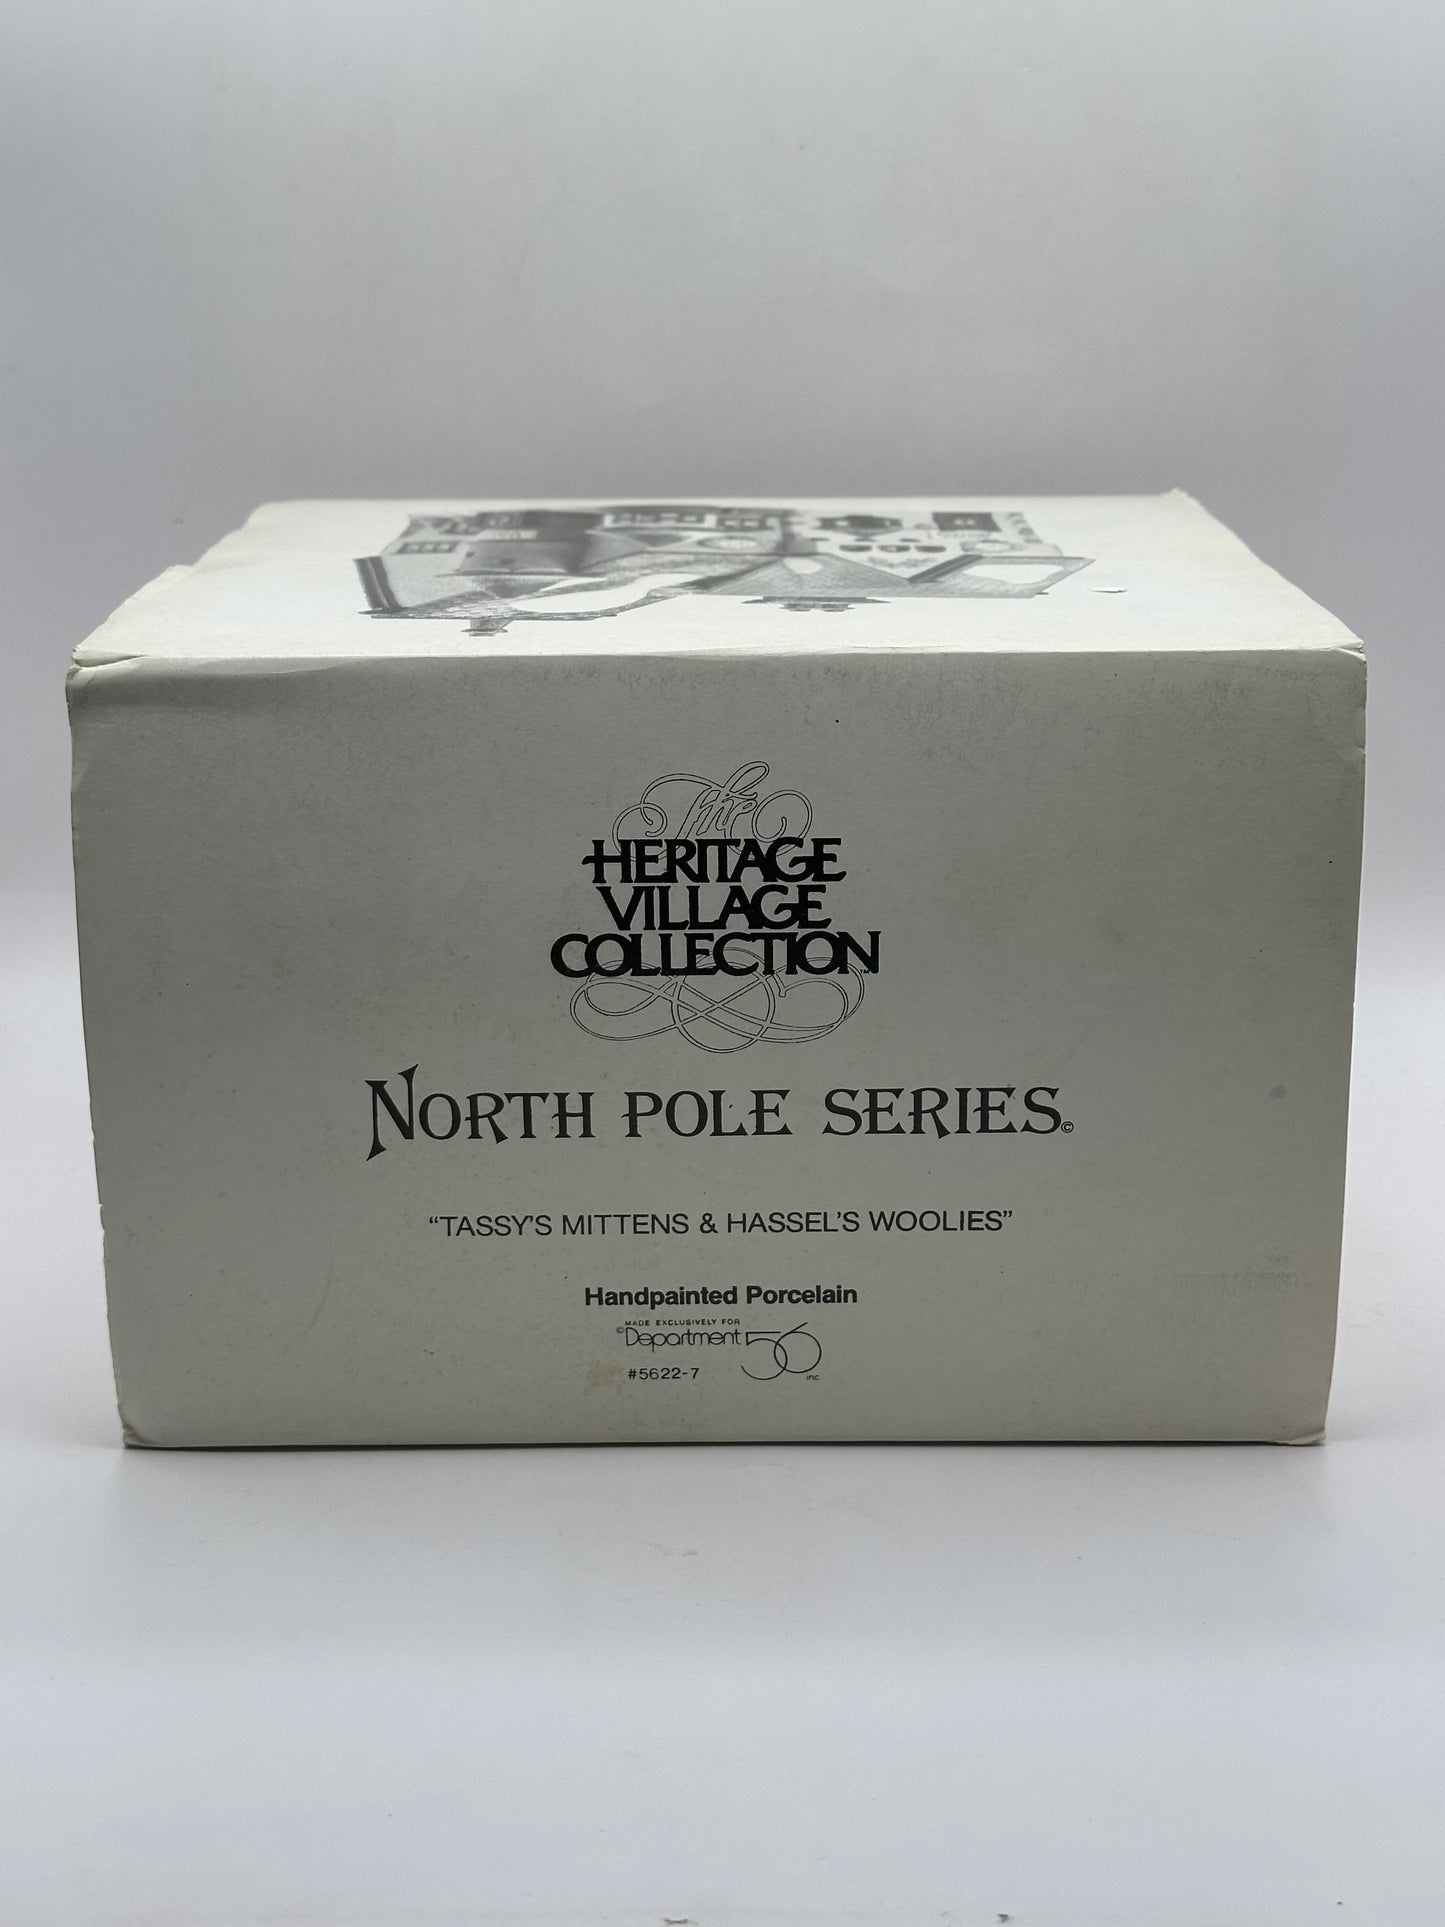 The
HERITAGE
VILLAGE
COLLECTION™
NORTH POLE SERIES©
“TASSY'S MITTENS & HASSEL'S WOOLIES”
Handpainted Porcelain
MADE EXCLUSIVELY FOR
©Department 56 inc.
#5622-7